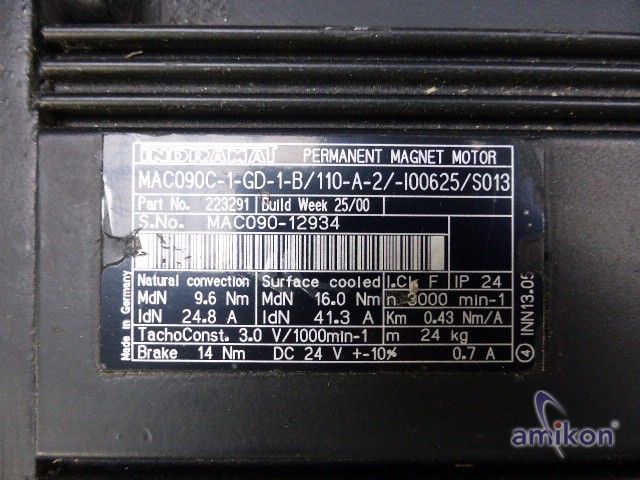 INDRAMAT PERMANENT MAGNET MOTOR
MAC090C-1-GD-1-B/110-A-2/-I00625/S013
Part No. 223291 Build Week 25/00
S.No. MAC090-12934
Natural convection Surface cooled I.Cl. F IP 24
MdN 9.6 Nm MdN 16.0 Nm n 3000 min-1
IdN 24.8 A IdN 41.3 A Km 0.43 Nm/A
TachoConst. 3.0 V/1000min-1 m 24 kg
Brake 14 Nm DC 24 V +-10% 0.7 A
Made in Germany
4 INN13.05
amikon